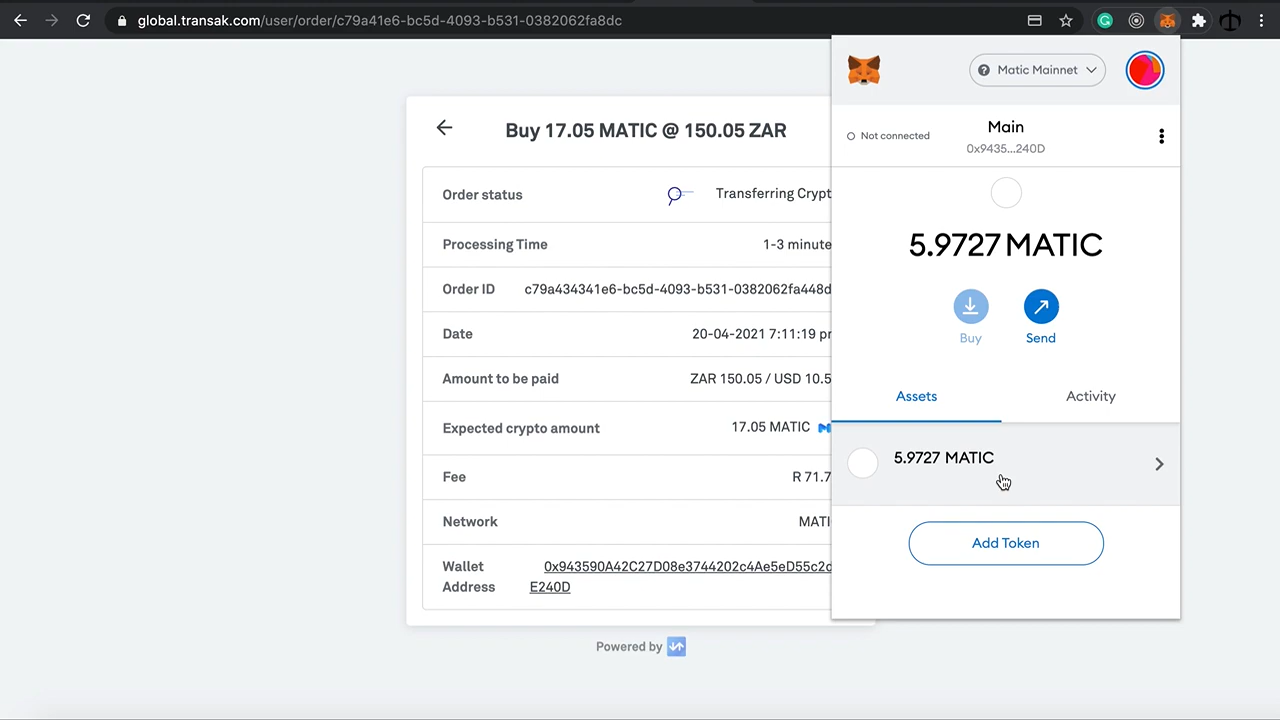 global.transak.com/user/order/c79a41e6-bc5d-4093-b531-0382062fa8dc
Matic Mainnet
Not connected
Main
0x9435...240D
5.9727 MATIC
Buy
Send
Assets
Activity
5.9727 MATIC
Add Token
Buy 17.05 MATIC @ 150.05 ZAR
Order status Transferring Crypt
Processing Time 1-3 minute
Order ID c79a434341e6-bc5d-4093-b531-0382062fa448d
Date 20-04-2021 7:11:19 pm
Amount to be paid ZAR 150.05 / USD 10.5
Expected crypto amount 17.05 MATIC
Fee R 71.7
Network MATI
Wallet 0x943590A42C27D08e3744202c4Ae5eD55c2c
Address E240D
Powered by